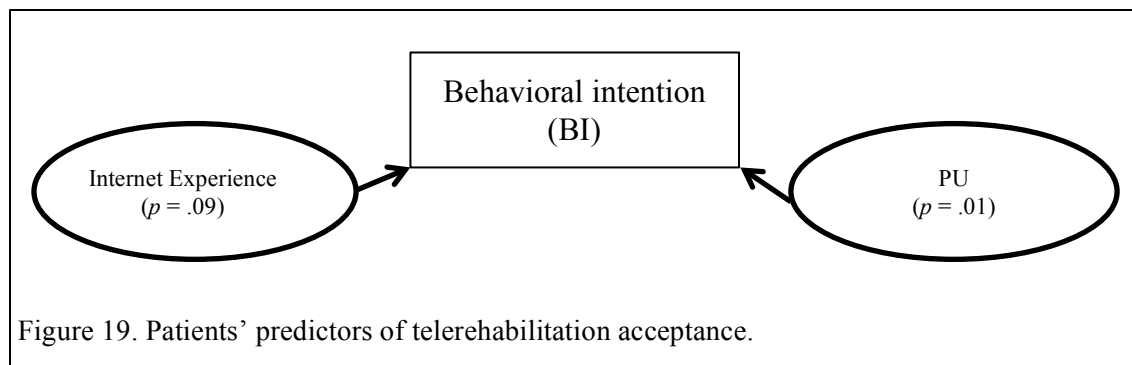 Behavioral intention
(BI)
Internet Experience
(p = .09)
PU
(p = .01)
Figure 19. Patients’ predictors of telerehabilitation acceptance.